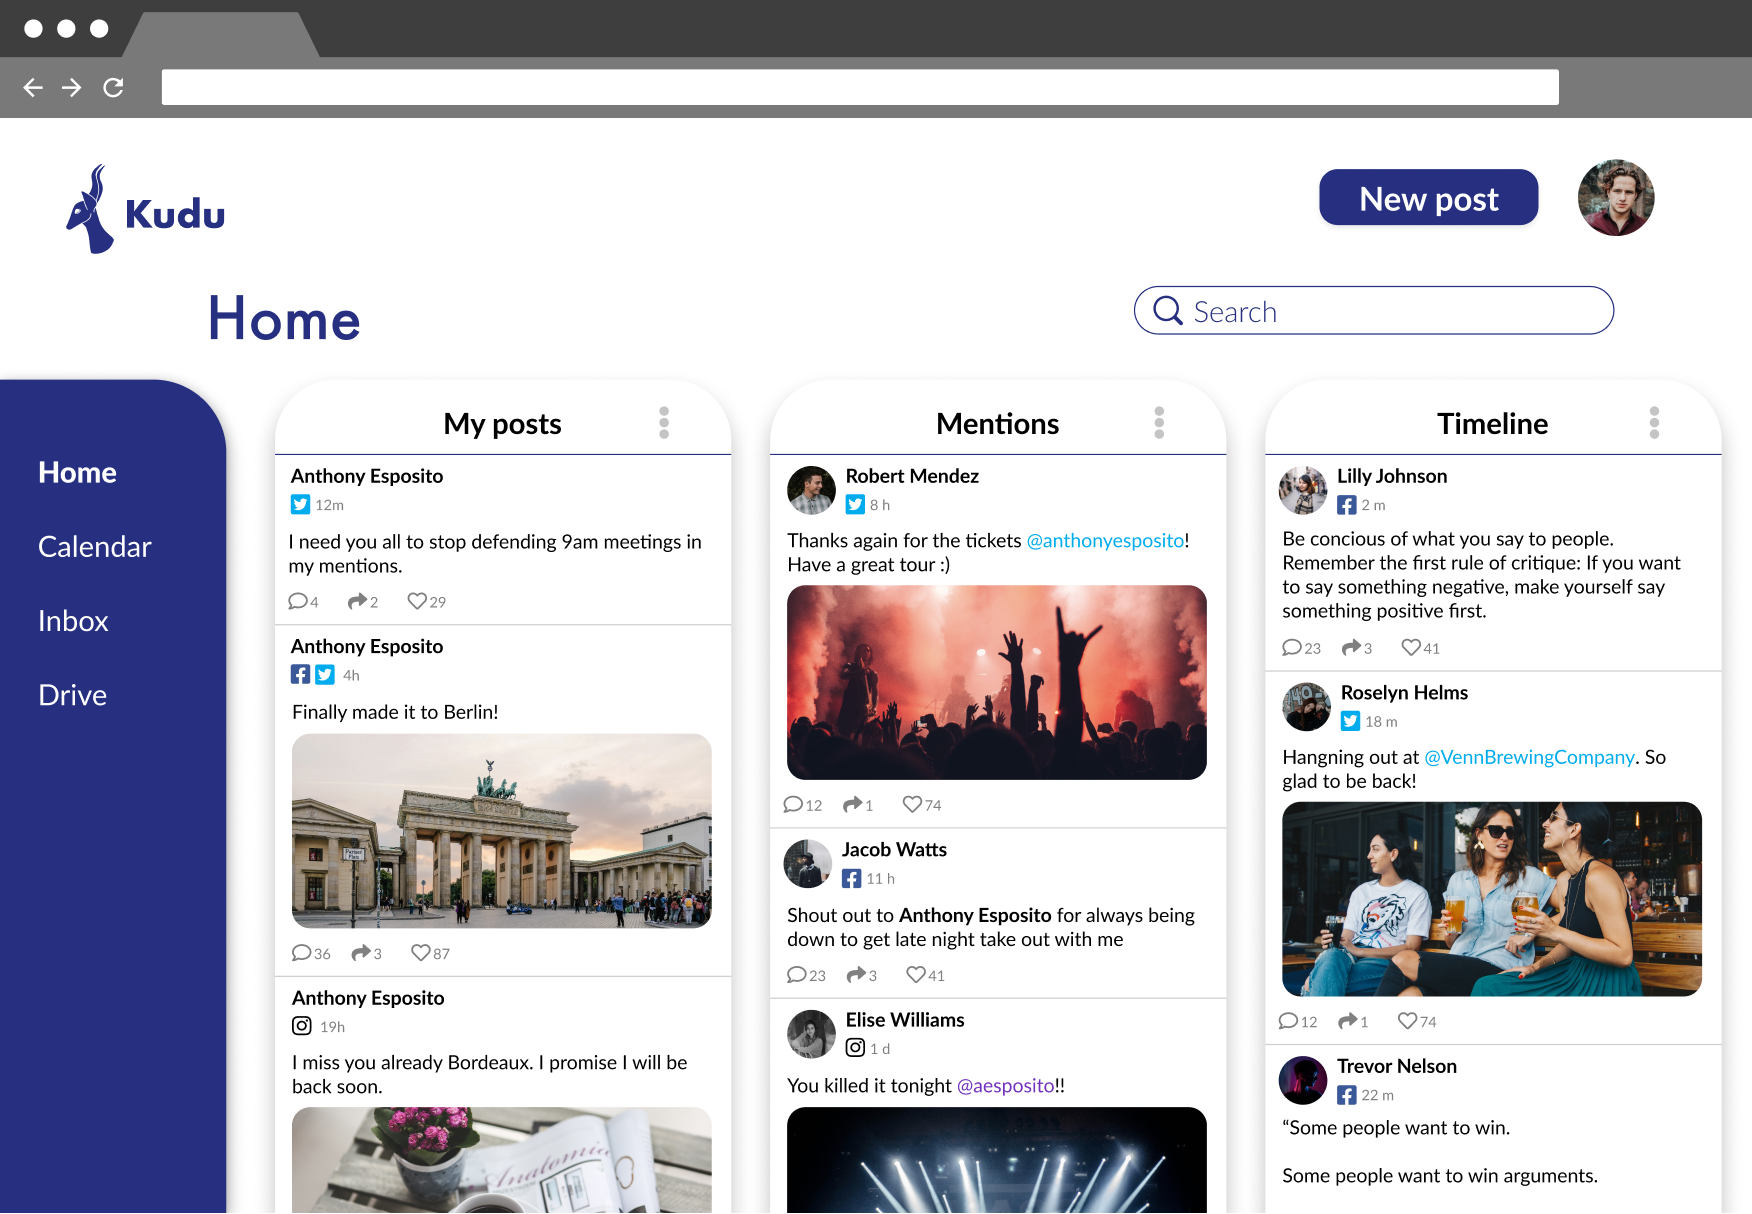 Kudu
New post
Home
Search
Home
Calendar
Inbox
Drive
My posts
Anthony Esposito
12m
I need you all to stop defending 9am meetings in
my mentions.
4 2 29
Anthony Esposito
4h
Finally made it to Berlin!
Pariser
Platz
36 3 87
Anthony Esposito
19h
I miss you already Bordeaux. I promise I will be
back soon.
Anatomic
Mentions
Robert Mendez
8 h
Thanks again for the tickets @anthonyesposito!
Have a great tour :)
12 1 74
Jacob Watts
11 h
Shout out to Anthony Esposito for always being
down to get late night take out with me
23 3 41
Elise Williams
1 d
You killed it tonight @aesposito!!
Timeline
Lilly Johnson
2 m
Be concious of what you say to people.
Remember the first rule of critique: If you want
to say something negative, make yourself say
something positive first.
23 3 41
Roselyn Helms
18 m
Hangning out at @VennBrewingCompany. So
glad to be back!
12 1 74
Trevor Nelson
22 m
“Some people want to win.
Some people want to win arguments.